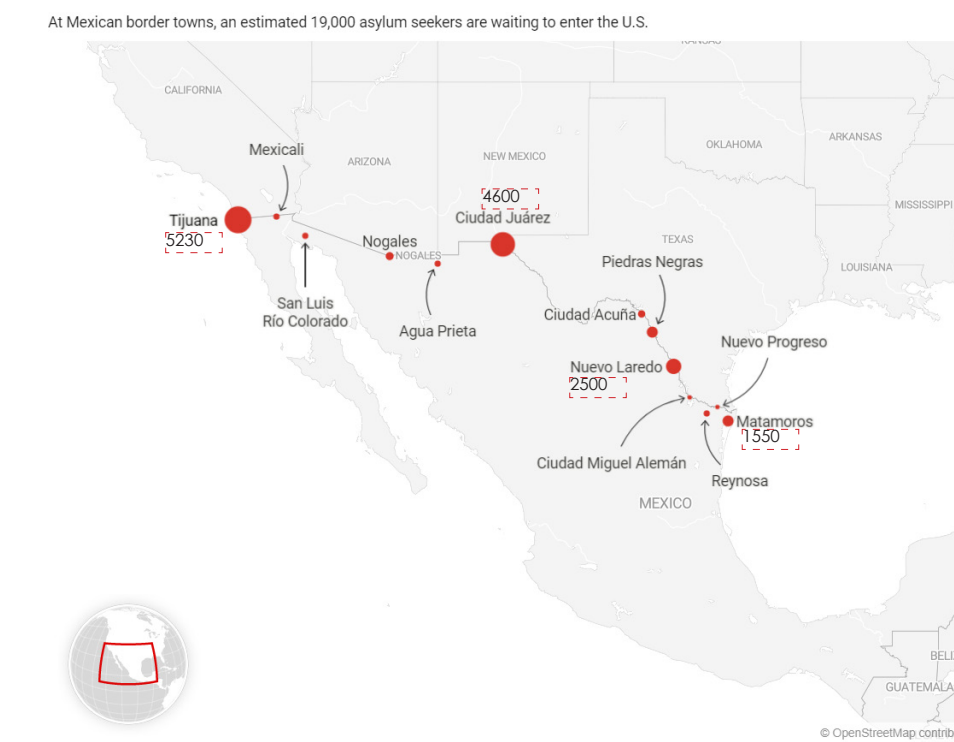 At Mexican border towns, an estimated 19,000 asylum seekers are waiting to enter the U.S.
KANSAS
CALIFORNIA
OKLAHOMA
ARKANSAS
Mexicali
ARIZONA
NEW MEXICO
4600
MISSISSIPPI
Tijuana
Ciudad Juárez
5230
Nogales
NOGALES
TEXAS
Piedras Negras
LOUISIANA
San Luis
Río Colorado
Agua Prieta
Ciudad Acuña
Nuevo Progreso
Nuevo Laredo
2500
Matamoros
1550
Ciudad Miguel Alemán
Reynosa
MEXICO
BELI
GUATEMALA
© OpenStreetMap contrib